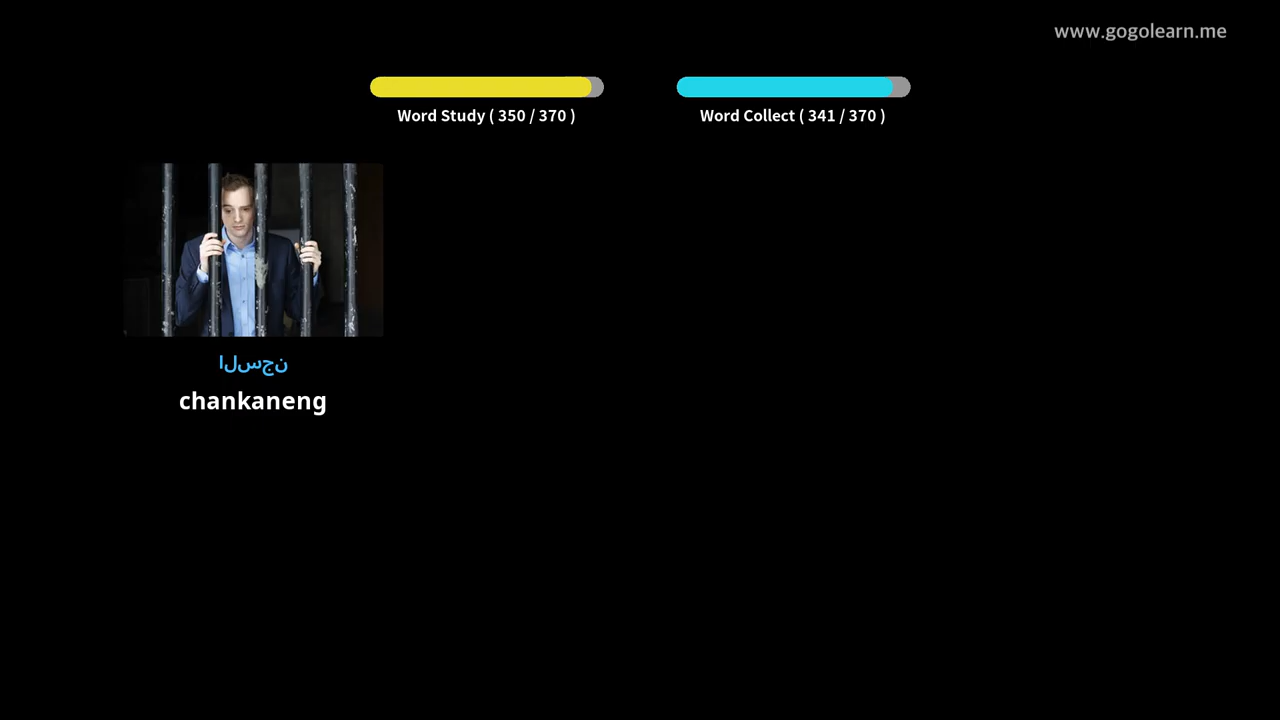 www.gogolearn.me
Word Study ( 350 / 370 )
Word Collect ( 341 / 370 )
السجن
chankaneng